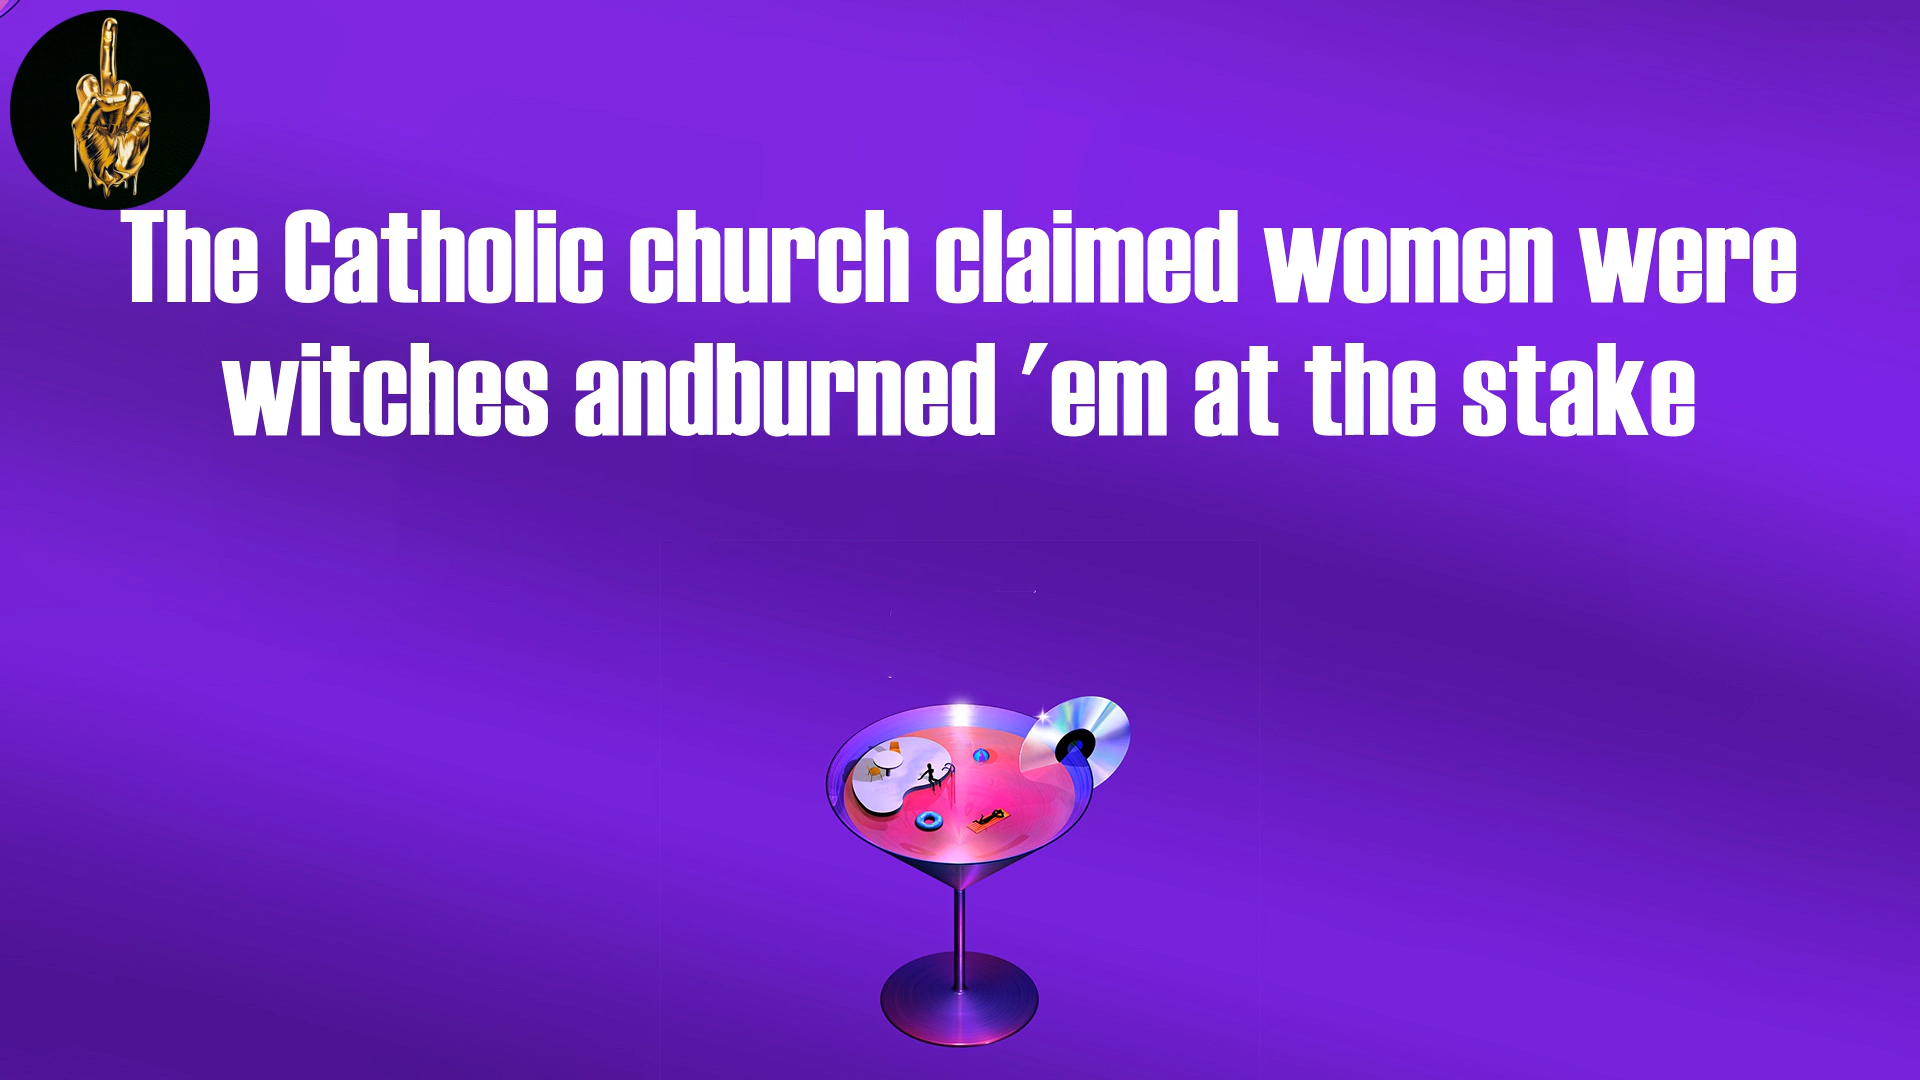 The Catholic church claimed women were
witches andburned 'em at the stake